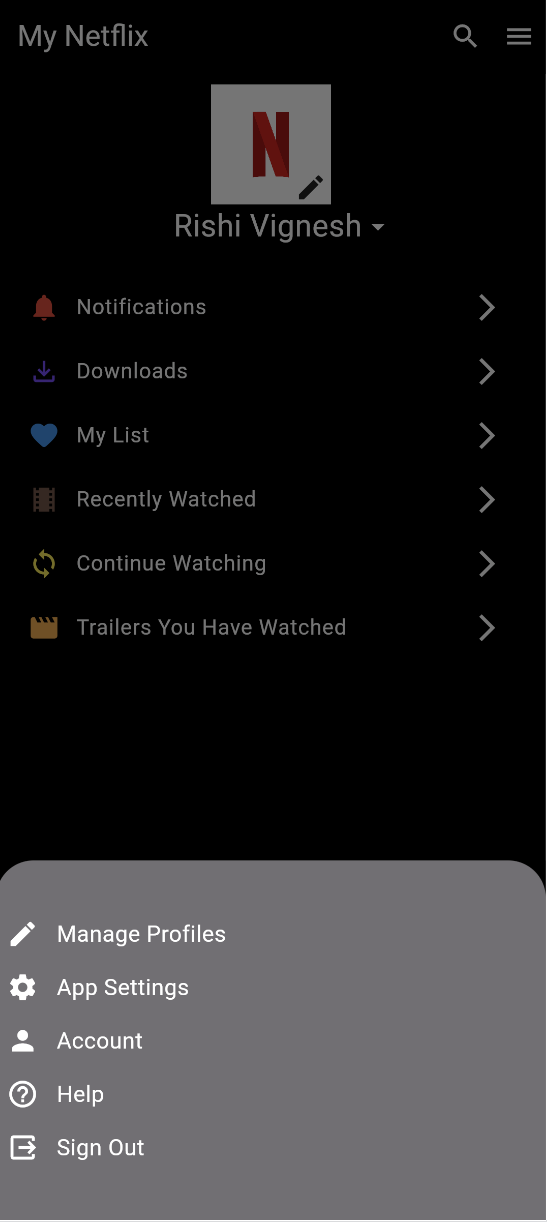 My Netflix
N
Rishi Vignesh
Notifications
Downloads
My List
Recently Watched
Continue Watching
Trailers You Have Watched
Manage Profiles
App Settings
Account
Help
Sign Out